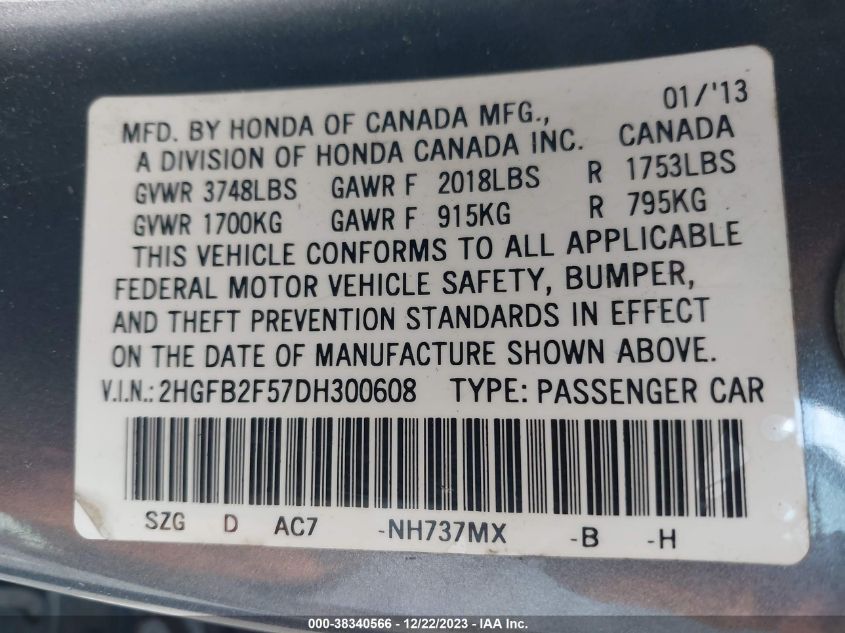 01/'13
MFD. BY HONDA OF CANADA MFG.,
A DIVISION OF HONDA CANADA INC. CANADA
GVWR 3748LBS GAWR F 2018LBS R 1753LBS
GVWR 1700KG GAWR F 915KG R 795KG
THIS VEHICLE CONFORMS TO ALL APPLICABLE
FEDERAL MOTOR VEHICLE SAFETY, BUMPER,
AND THEFT PREVENTION STANDARDS IN EFFECT
ON THE DATE OF MANUFACTURE SHOWN ABOVE.
V.I.N.: 2HGFB2F57DH300608 TYPE: PASSENGER CAR
SZG D AC7 -NH737MX -B -H
000-38340566 - 12/22/2023 - IAA Inc.